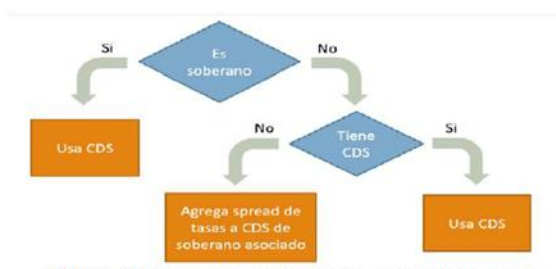 Si
Es
soberano
No
Usa CDS
No
Tiene
CDS
Si
Agrega spread de
tasas a CDS de
soberano asociado
Usa CDS